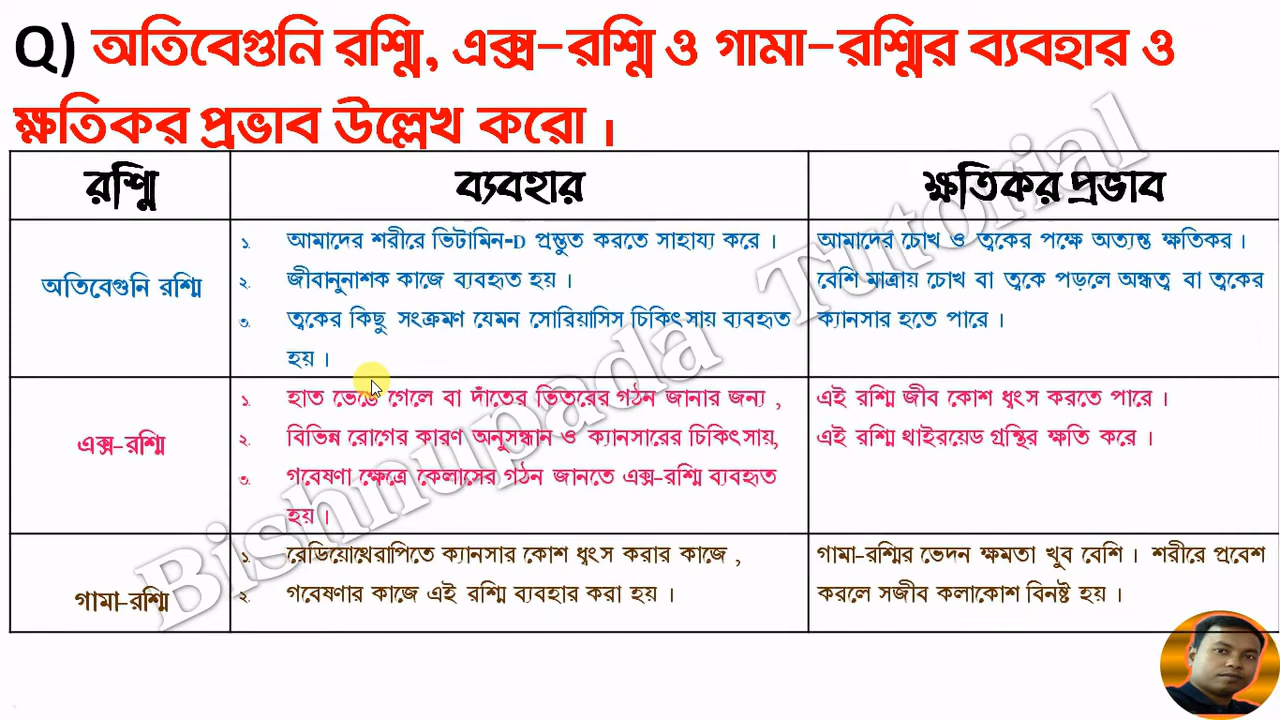 Q) অতিবেগুনি রশ্মি, এক্স-রশ্মি ও গামা-রশ্মির ব্যবহার ও
ক্ষতিকর প্রভাব উল্লেখ করো ।
রশ্মি
ব্যবহার
ক্ষতিকর প্রভাব
অতিবেগুনি রশ্মি
১. আমাদের শরীরে ভিটামিন-D প্রস্তুত করতে সাহায্য করে ।
২. জীবানুনাশক কাজে ব্যবহৃত হয় ।
৩. ত্বকের কিছু সংক্রমণ যেমন সোরিয়াসিস চিকিৎসায় ব্যবহৃত
হয় ।
আমাদের চোখ ও ত্বকের পক্ষে অত্যন্ত ক্ষতিকর ।
বেশি মাত্রায় চোখ বা ত্বকে পড়লে অন্ধত্ব বা ত্বকের
ক্যানসার হতে পারে ।
এক্স-রশ্মি
১. হাত ভেঙে গেলে বা দাঁতের ভিতরের গঠন জানার জন্য ,
২. বিভিন্ন রোগের কারণ অনুসন্ধান ও ক্যানসারের চিকিৎসায়,
৩. গবেষণা ক্ষেত্রে কেলাসের গঠন জানতে এক্স-রশ্মি ব্যবহৃত
হয় ।
এই রশ্মি জীব কোশ ধ্বংস করতে পারে ।
এই রশ্মি থাইরয়েড গ্রন্থির ক্ষতি করে ।
গামা-রশ্মি
১. রেডিয়োথেরাপিতে ক্যানসার কোশ ধ্বংস করার কাজে ,
২. গবেষণার কাজে এই রশ্মি ব্যবহার করা হয় ।
গামা-রশ্মির ভেদন ক্ষমতা খুব বেশি । শরীরে প্রবেশ
করলে সজীব কলাকোশ বিনষ্ট হয় ।
Bishnupada Tutorial